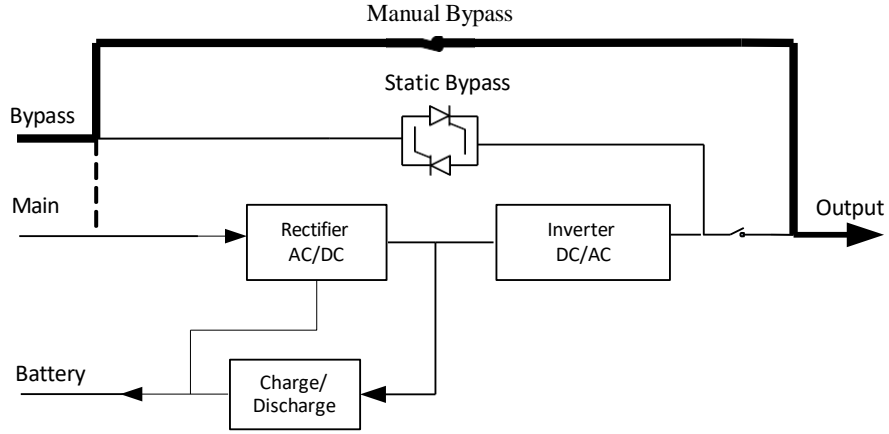 Manual Bypass
Static Bypass
Bypass
Main
Rectifier
AC/DC
Inverter
DC/AC
Output
Battery
Charge/
Discharge